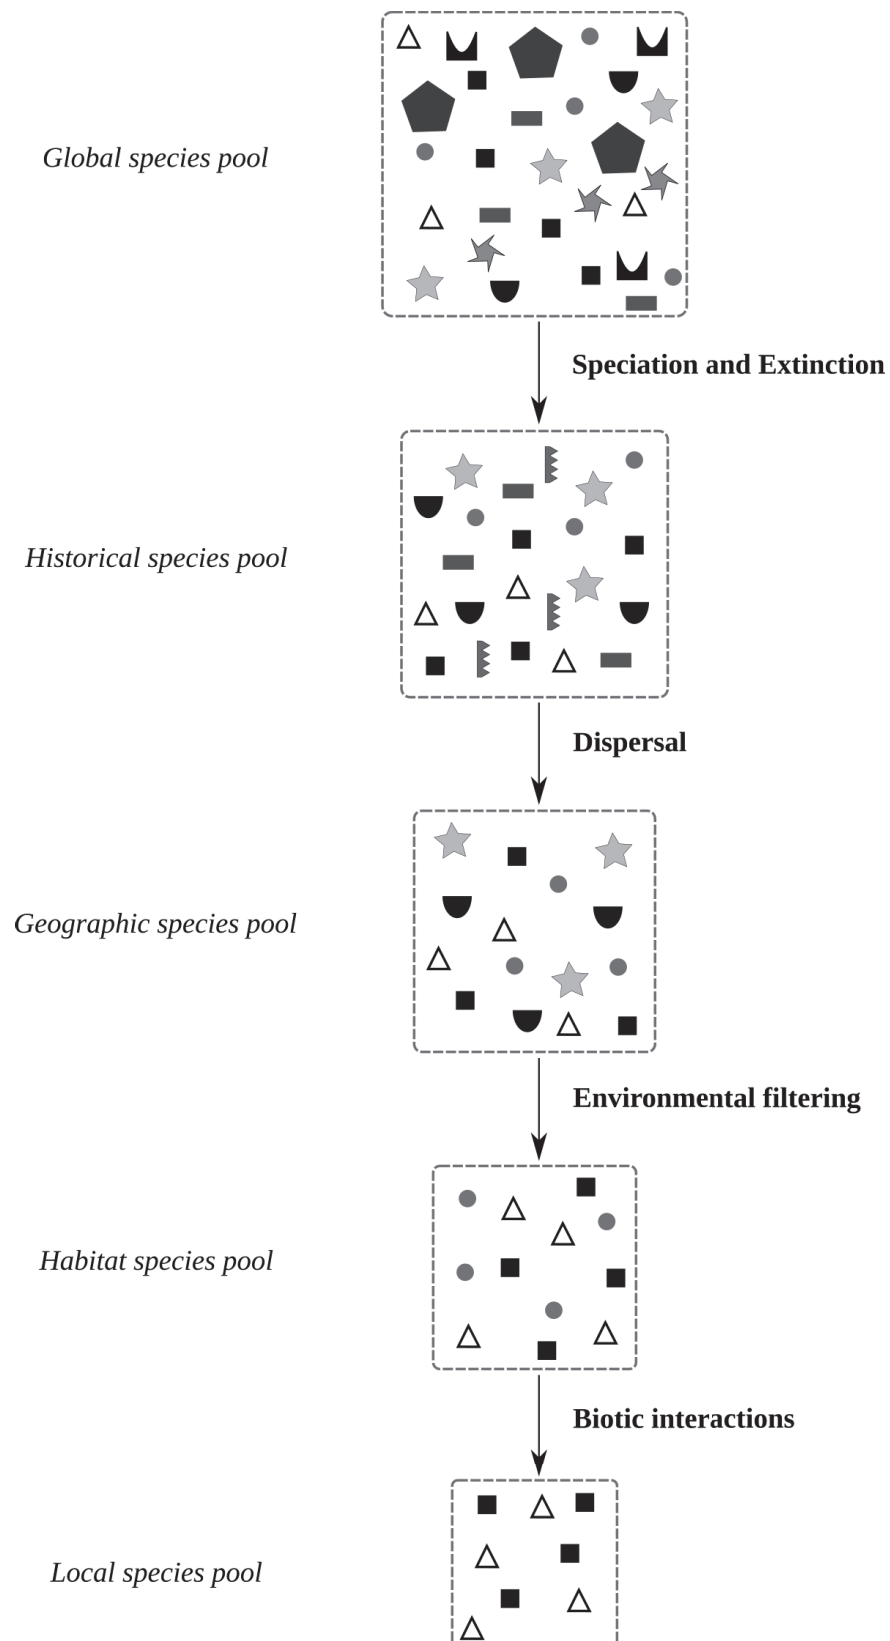 Global species pool
Speciation and Extinction
Historical species pool
Dispersal
Geographic species pool
Environmental filtering
Habitat species pool
Biotic interactions
Local species pool